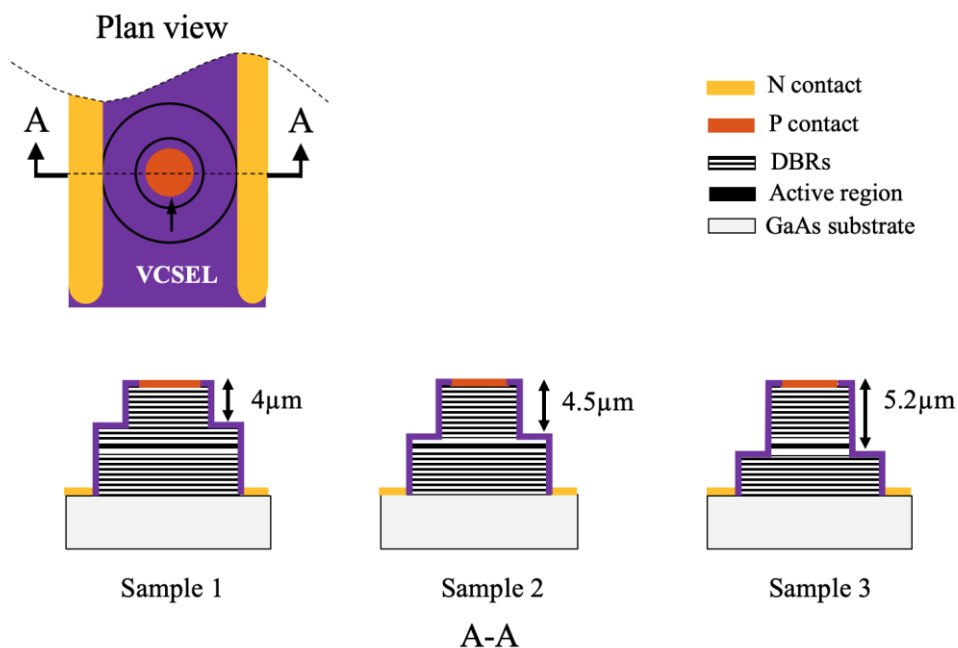 Plan view
A
A
VCSEL
N contact
P contact
DBRs
Active region
GaAs substrate
4µm
4.5µm
5.2µm
Sample 1
Sample 2
Sample 3
A-A